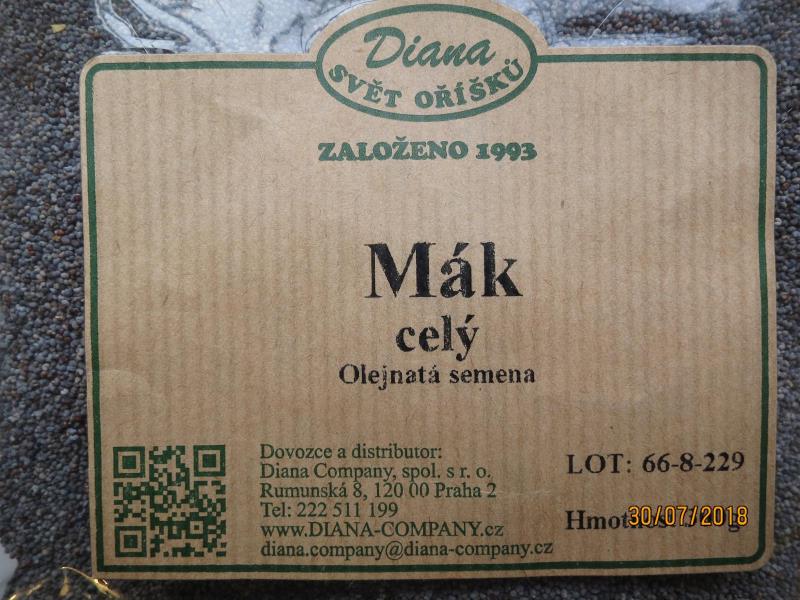 Diana
SVĚT OŘÍŠKŮ
ZALOŽENO 1993
Mák
celý
Olejnatá semena
Dovozce a distributor:
Diana Company, spol. s r. o.
Rumunská 8, 120 00 Praha 2
Tel: 222 511 199
www.DIANA-COMPANY.cz
diana.company@diana-company.cz
LOT: 66-8-229
30/07/2018